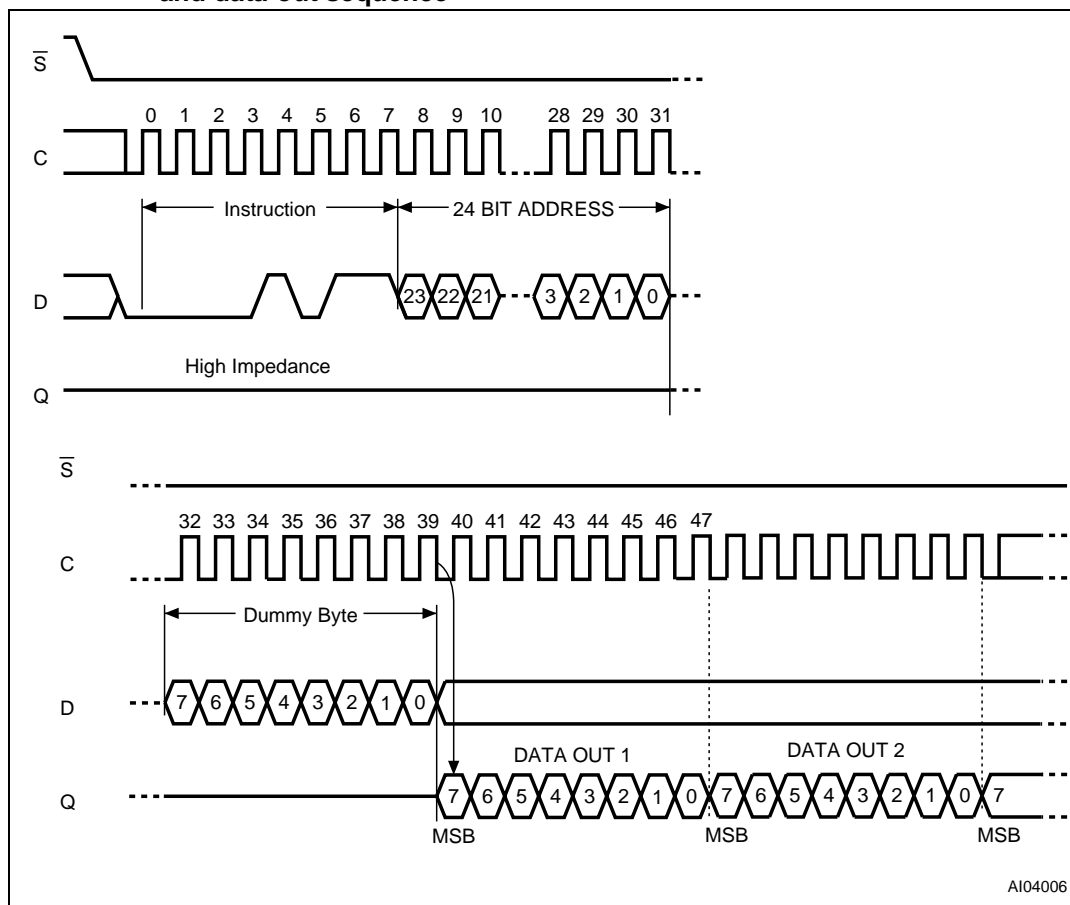 and data-out sequence
S
0 1 2 3 4 5 6 7 8 9 10 28 29 30 31
C
Instruction 24 BIT ADDRESS
D 23 22 21 3 2 1 0
High Impedance
Q
S
32 33 34 35 36 37 38 39 40 41 42 43 44 45 46 47
C
Dummy Byte
D 7 6 5 4 3 2 1 0
DATA OUT 1 DATA OUT 2
Q 7 6 5 4 3 2 1 0 7 6 5 4 3 2 1 0 7
MSB MSB MSB
AI04006